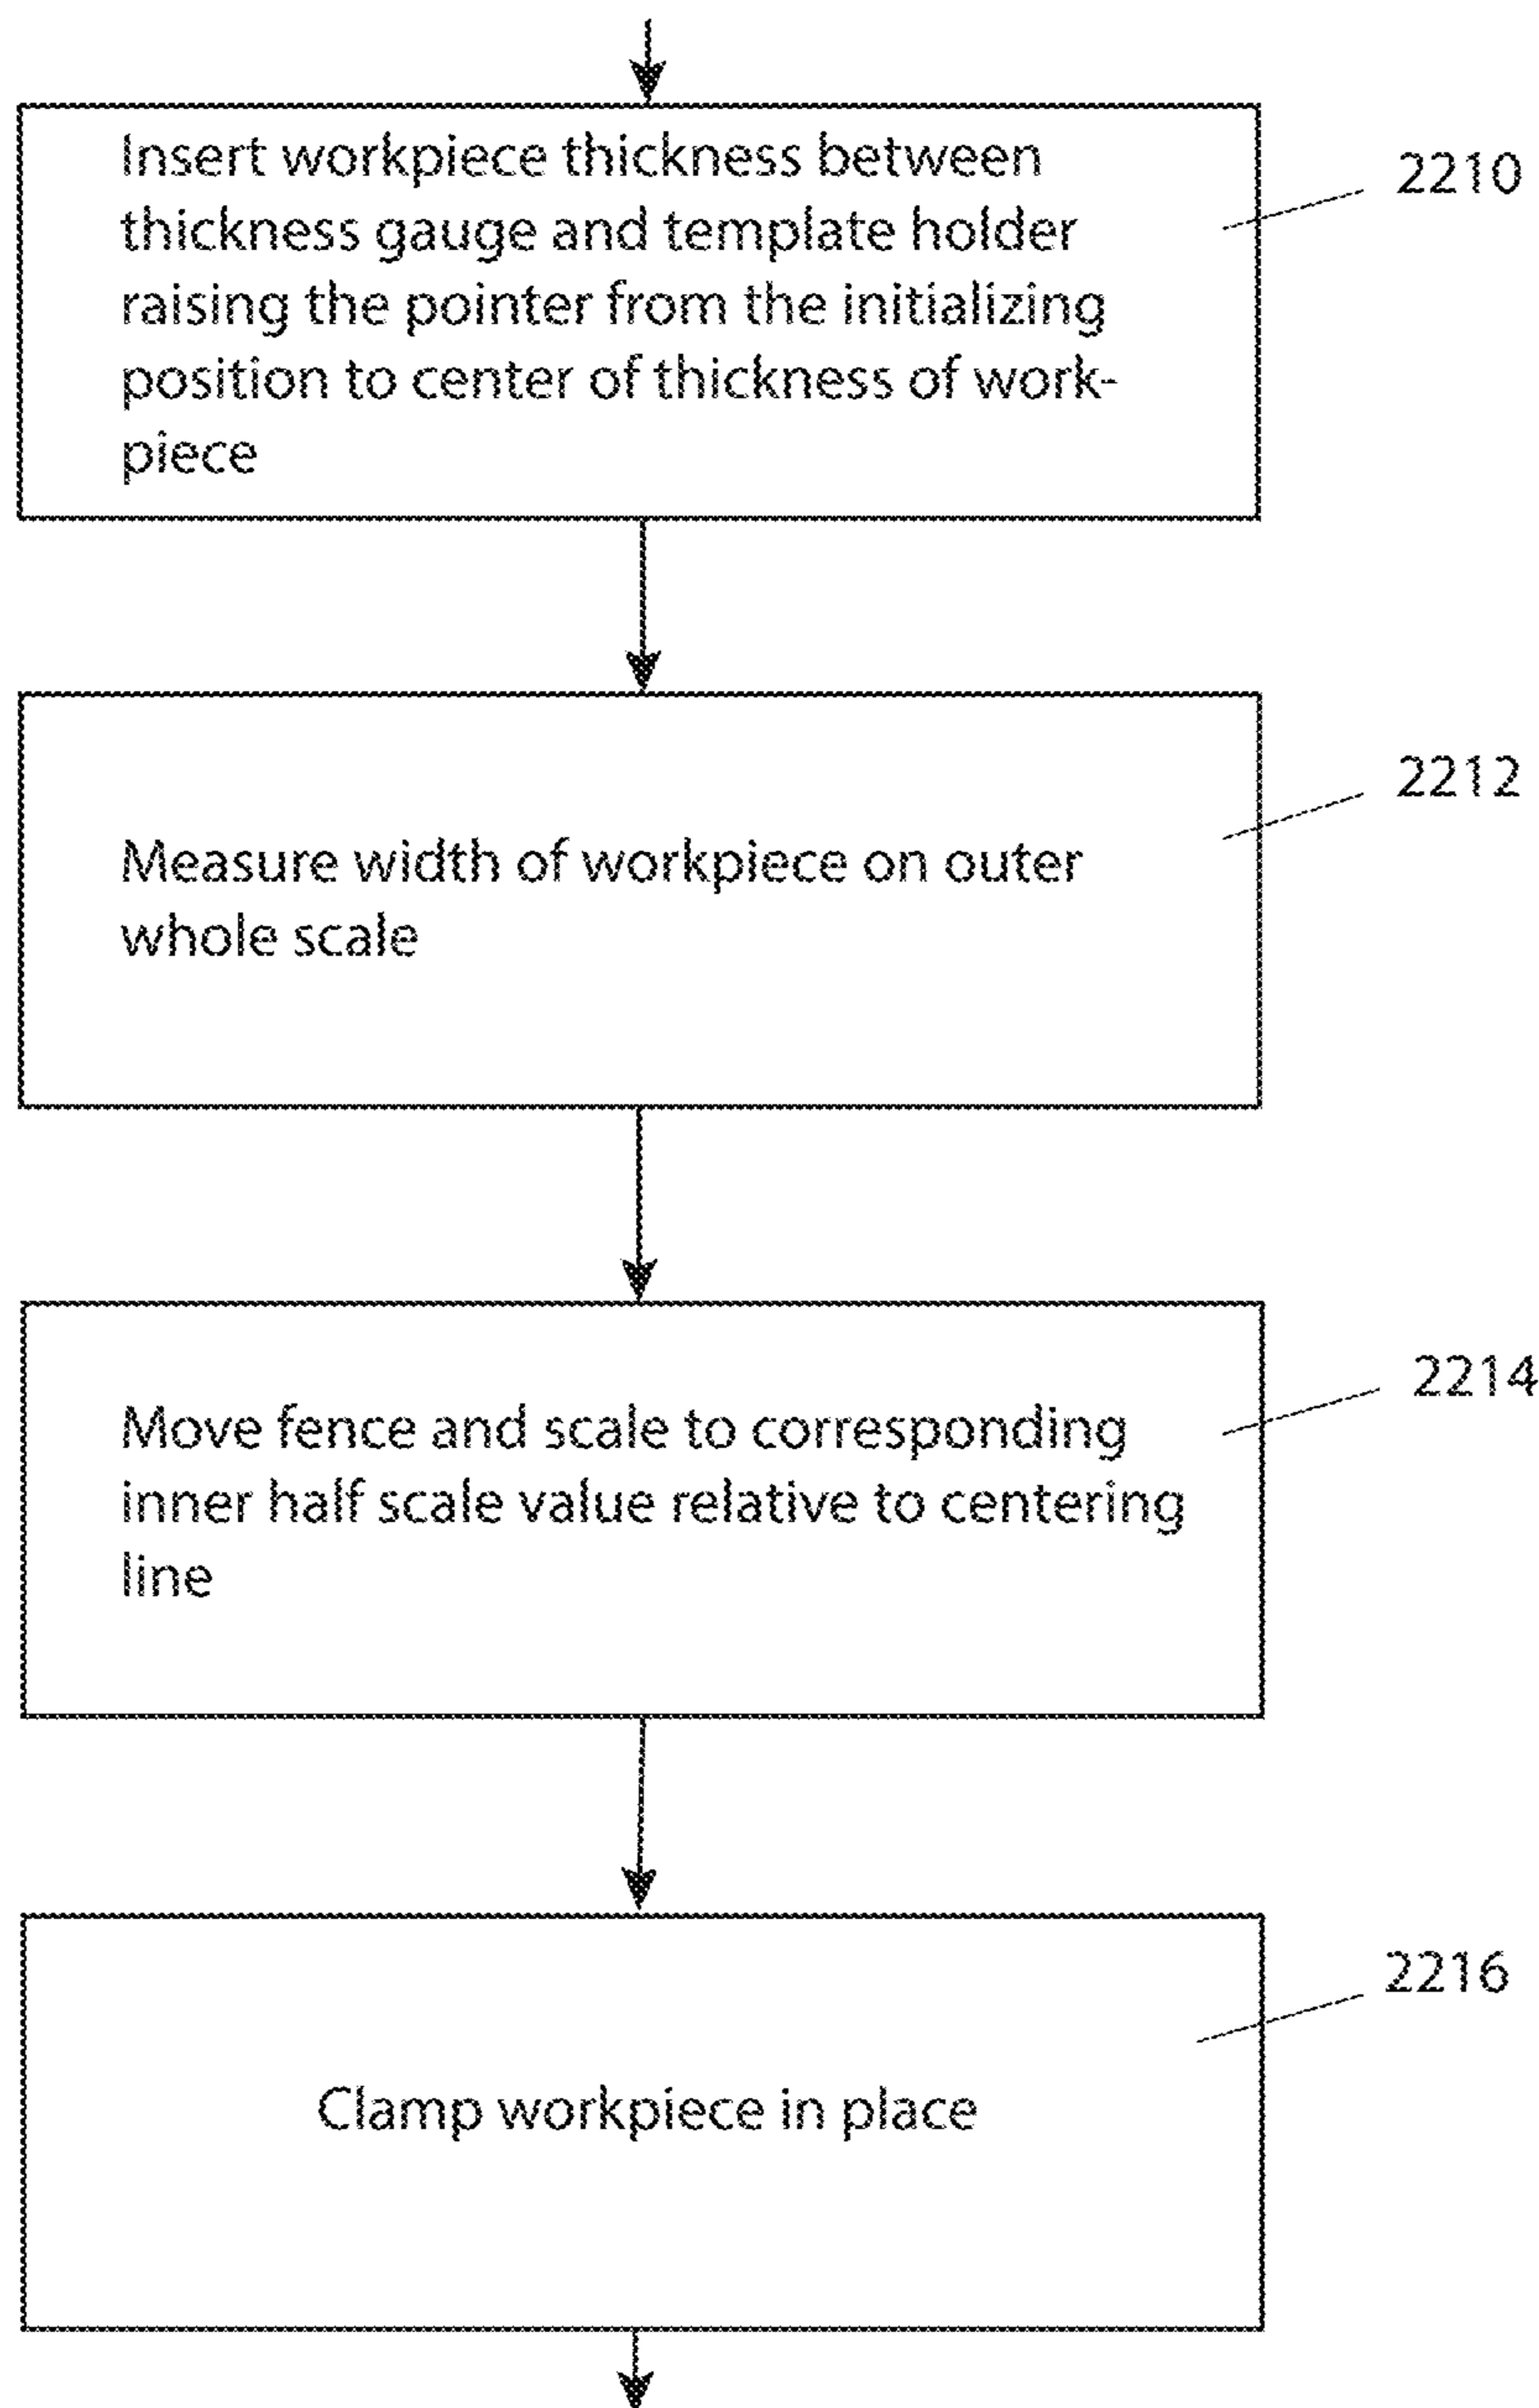 Insert workpiece thickness between
thickness gauge and template holder
raising the pointer from the initializing
position to center of thickness of work-
piece
2210
Measure width of workpiece on outer
whole scale
2212
Move fence and scale to corresponding
inner half scale value relative to centering
line
2214
Clamp workpiece in place
2216